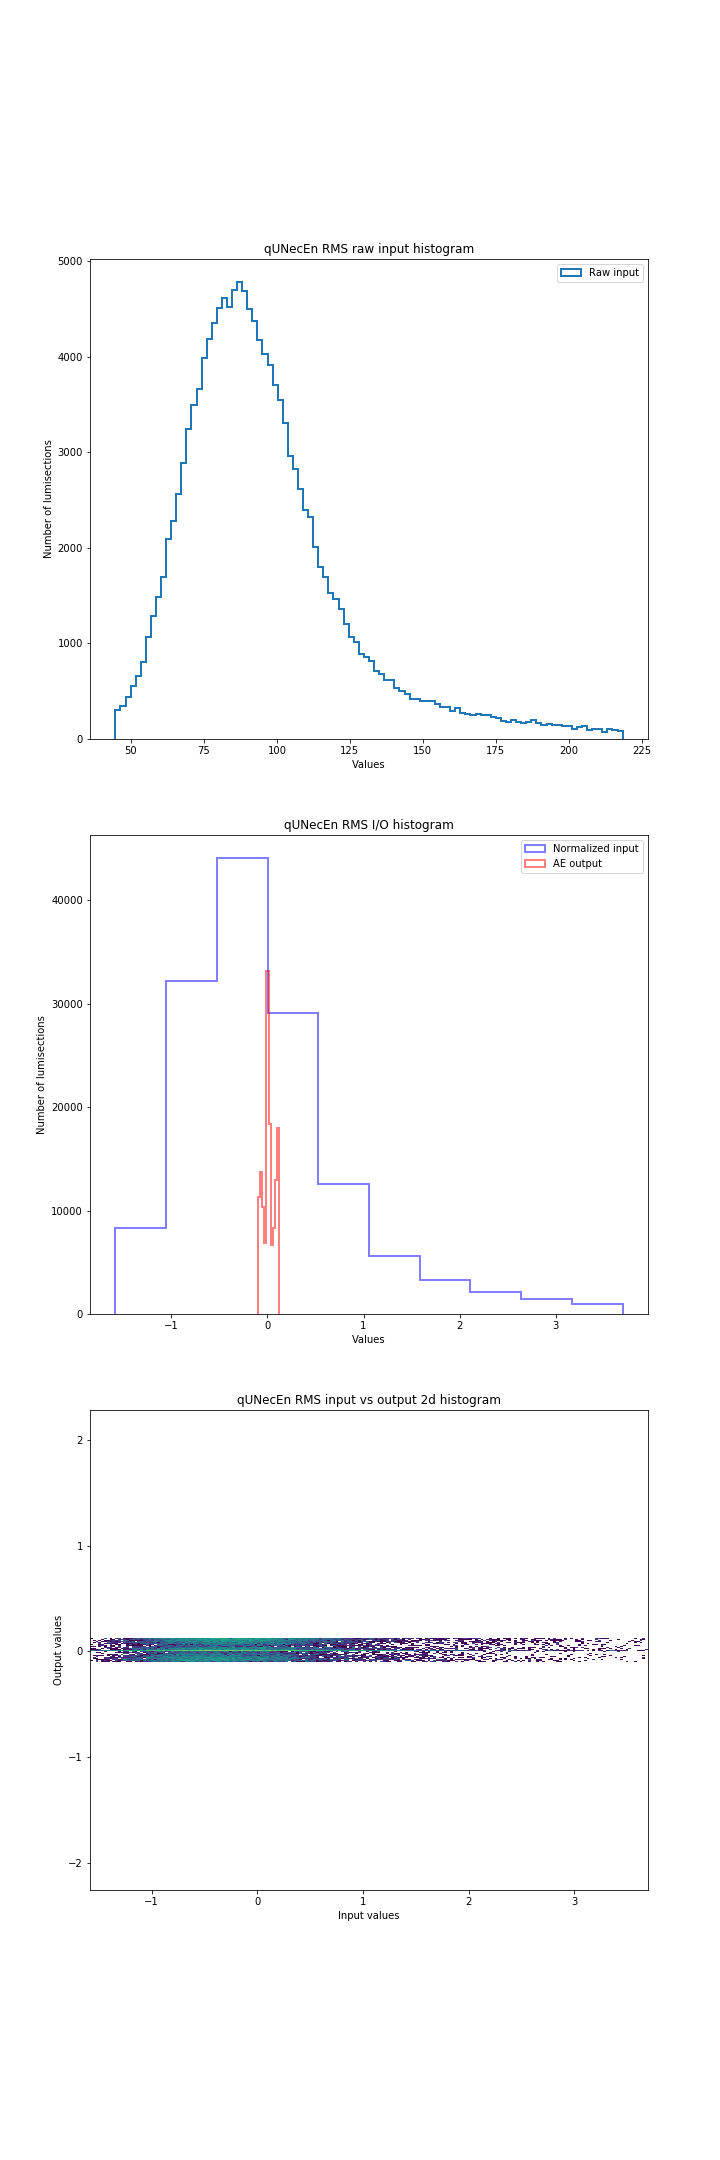 qUNecEn RMS raw input histogram
Raw input
5000
4000
3000
2000
1000
0
Number of lumisections
50 75 100 125 150 175 200 225
Values
qUNecEn RMS I/O histogram
Normalized input
AE output
40000
30000
20000
10000
0
Number of lumisections
−1 0 1 2 3
Values
qUNecEn RMS input vs output 2d histogram
2
1
0
−1
−2
Output values
−1 0 1 2 3
Input values